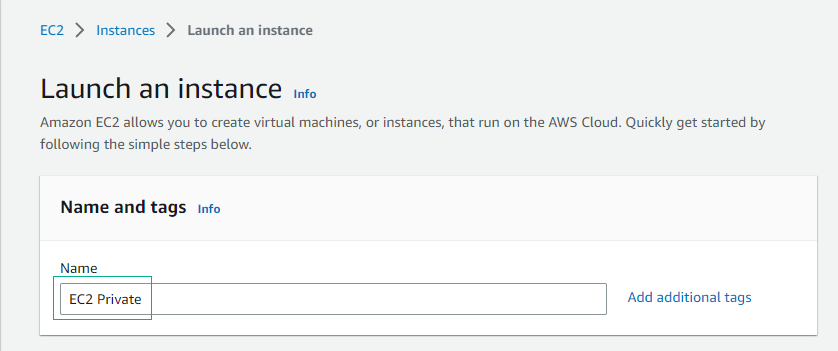 EC2 > Instances > Launch an instance
Launch an instance Info
Amazon EC2 allows you to create virtual machines, or instances, that run on the AWS Cloud. Quickly get started by
following the simple steps below.
Name and tags Info
Name
EC2 Private
Add additional tags